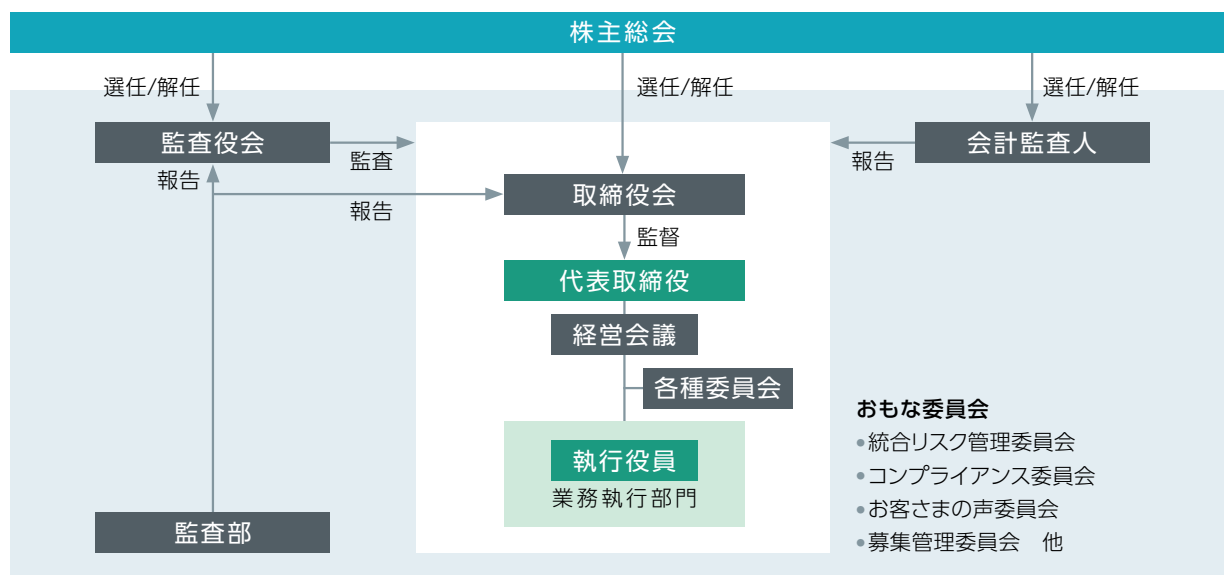 株主総会
選任/解任
選任/解任
選任/解任
監査役会
監査
報告
会計監査人
報告
取締役会
報告
監督
代表取締役
経営会議
各種委員会
執行役員
業務執行部門
監査部
おもな委員会
•統合リスク管理委員会
•コンプライアンス委員会
•お客さまの声委員会
•募集管理委員会　他